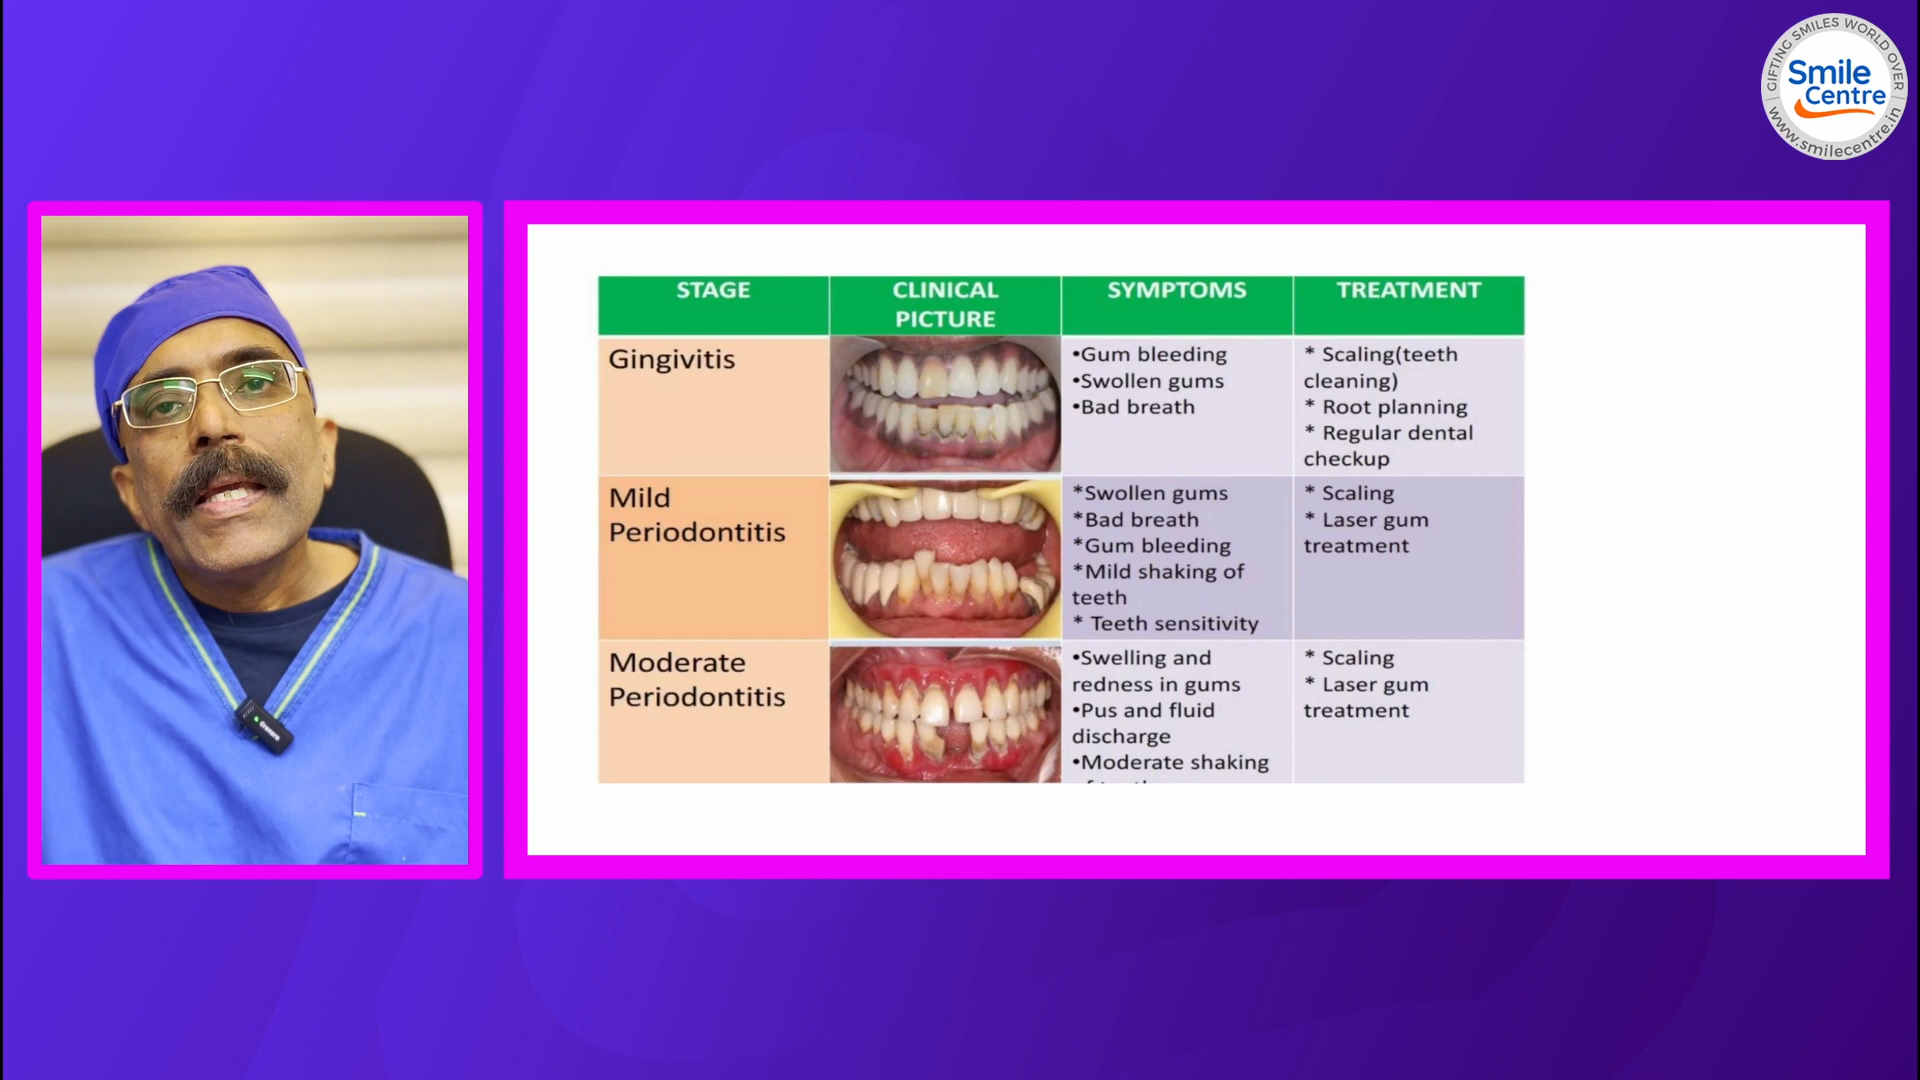 GIFTING SMILES WORLD OVER
Smile
Centre
www.smilecentre.in
STAGE
CLINICAL
PICTURE
SYMPTOMS
TREATMENT
Gingivitis
•Gum bleeding
•Swollen gums
•Bad breath
* Scaling(teeth
cleaning)
* Root planning
* Regular dental
checkup
Mild
Periodontitis
*Swollen gums
*Bad breath
*Gum bleeding
*Mild shaking of
teeth
* Teeth sensitivity
* Scaling
* Laser gum
treatment
Moderate
Periodontitis
•Swelling and
redness in gums
•Pus and fluid
discharge
•Moderate shaking
* Scaling
* Laser gum
treatment